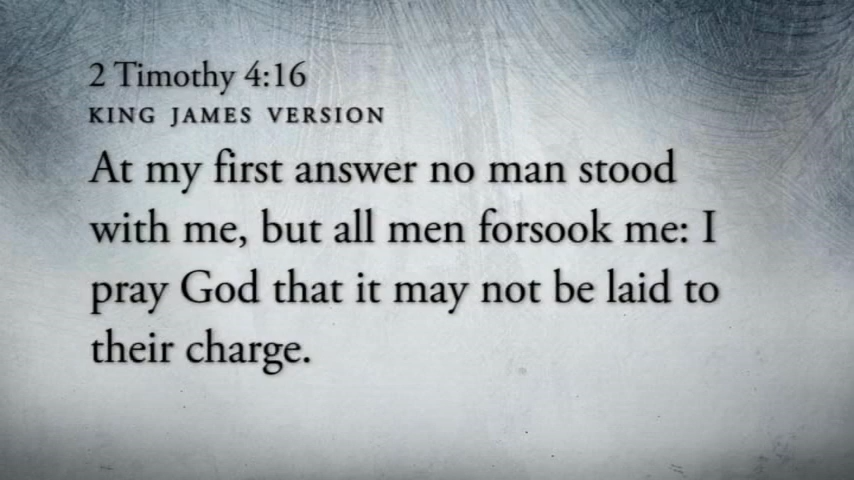 2 Timothy 4:16
KING JAMES VERSION
At my first answer no man stood
with me, but all men forsook me: I
pray God that it may not be laid to
their charge.